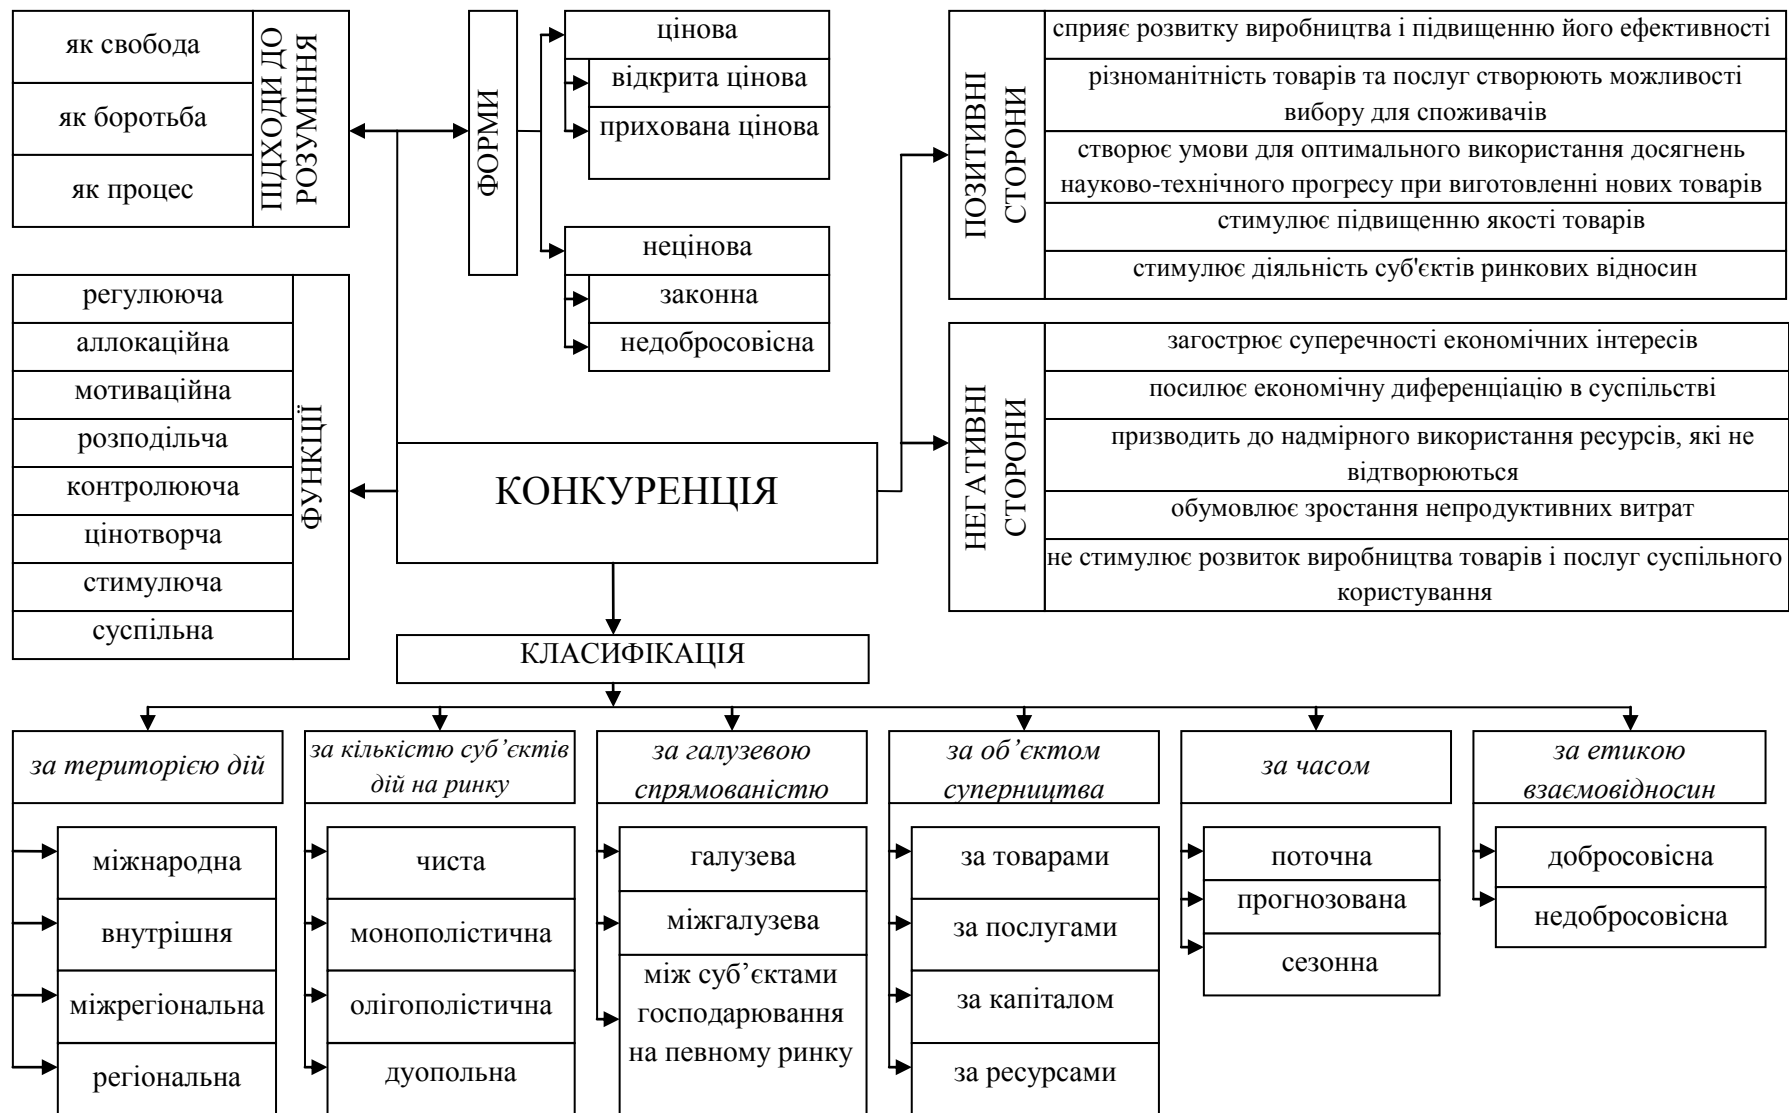 як свобода
як боротьба
як процес
ПІДХОДИ ДО
РОЗУМІННЯ
ФОРМИ
цінова
відкрита цінова
прихована цінова
нецінова
законна
недобросовісна
ПОЗИТИВНІ
СТОРОНИ
сприяє розвитку виробництва і підвищенню його ефективності
різноманітність товарів та послуг створюють можливості
вибору для споживачів
створює умови для оптимального використання досягнень
науково-технічного прогресу при виготовленні нових товарів
стимулює підвищенню якості товарів
стимулює діяльність суб'єктів ринкових відносин
регулююча
аллокаційна
мотиваційна
розподільча
контролююча
цінотворча
стимулюча
суспільна
ФУНКЦІЇ
КОНКУРЕНЦІЯ
НЕГАТИВНІ
СТОРОНИ
загострює суперечності економічних інтересів
посилює економічну диференціацію в суспільстві
призводить до надмірного використання ресурсів, які не
відтворюються
обумовлює зростання непродуктивних витрат
не стимулює розвиток виробництва товарів і послуг суспільного
користування
КЛАСИФІКАЦІЯ
за територією дій
міжнародна
внутрішня
міжрегіональна
регіональна
за кількістю суб’єктів
дій на ринку
чиста
монополістична
олігополістична
дуопольна
за галузевою
спрямованістю
галузева
міжгалузева
між суб’єктами
господарювання
на певному ринку
за об’єктом
суперництва
за товарами
за послугами
за капіталом
за ресурсами
за часом
поточна
прогнозована
сезонна
за етикою
взаємовідносин
добросовісна
недобросовісна